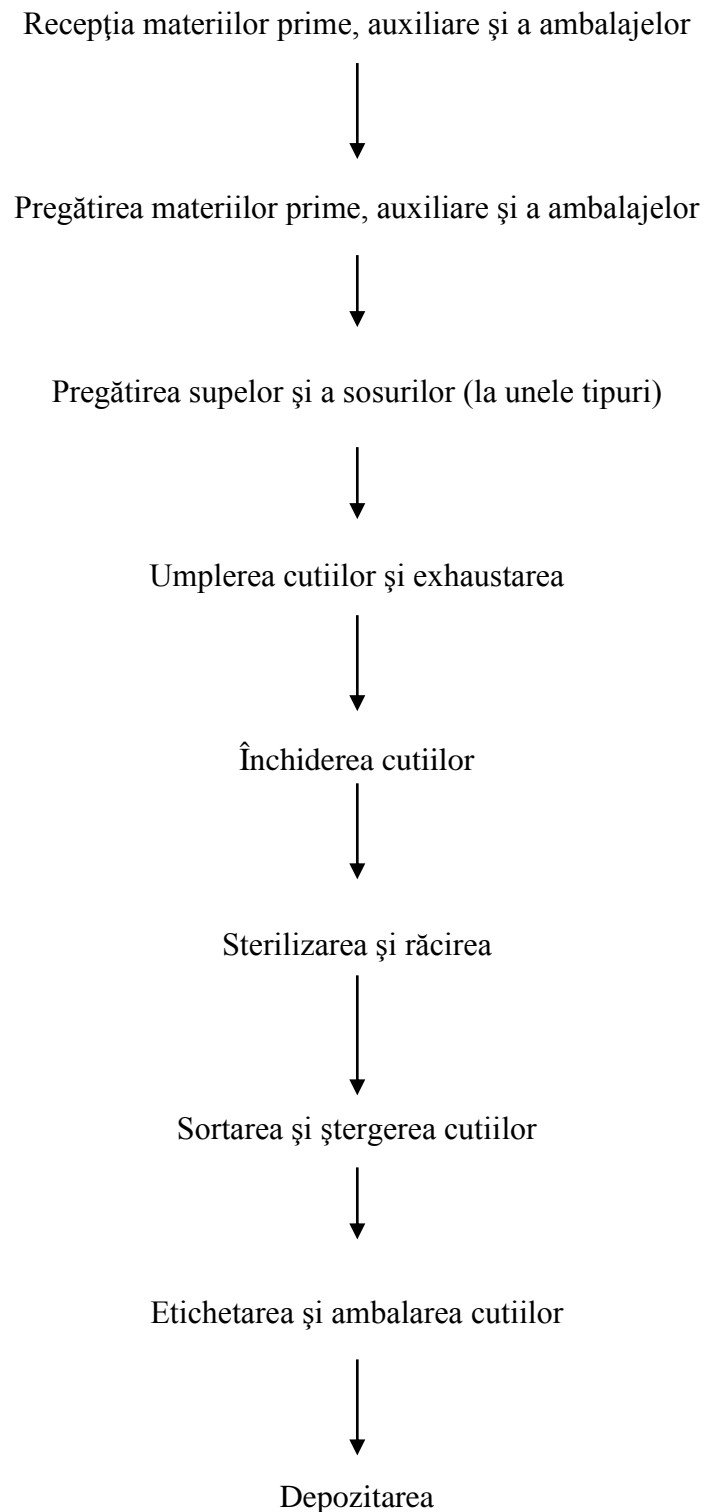 Recepţia materiilor prime, auxiliare şi a ambalajelor
Pregătirea materiilor prime, auxiliare şi a ambalajelor
Pregătirea supelor şi a sosurilor (la unele tipuri)
Umplerea cutiilor şi exhaustarea
Închiderea cutiilor
Sterilizarea şi răcirea
Sortarea şi ştergerea cutiilor
Etichetarea şi ambalarea cutiilor
Depozitarea